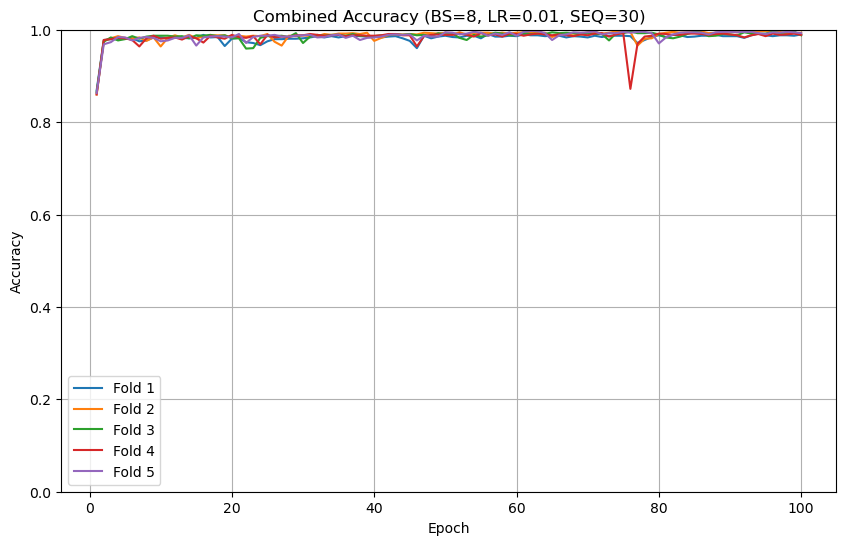 Combined Accuracy (BS=8, LR=0.01, SEQ=30)
1.0
0.8
0.6
0.4
0.2
0.0
Accuracy
Fold 1
Fold 2
Fold 3
Fold 4
Fold 5
0 20 40 60 80 100
Epoch